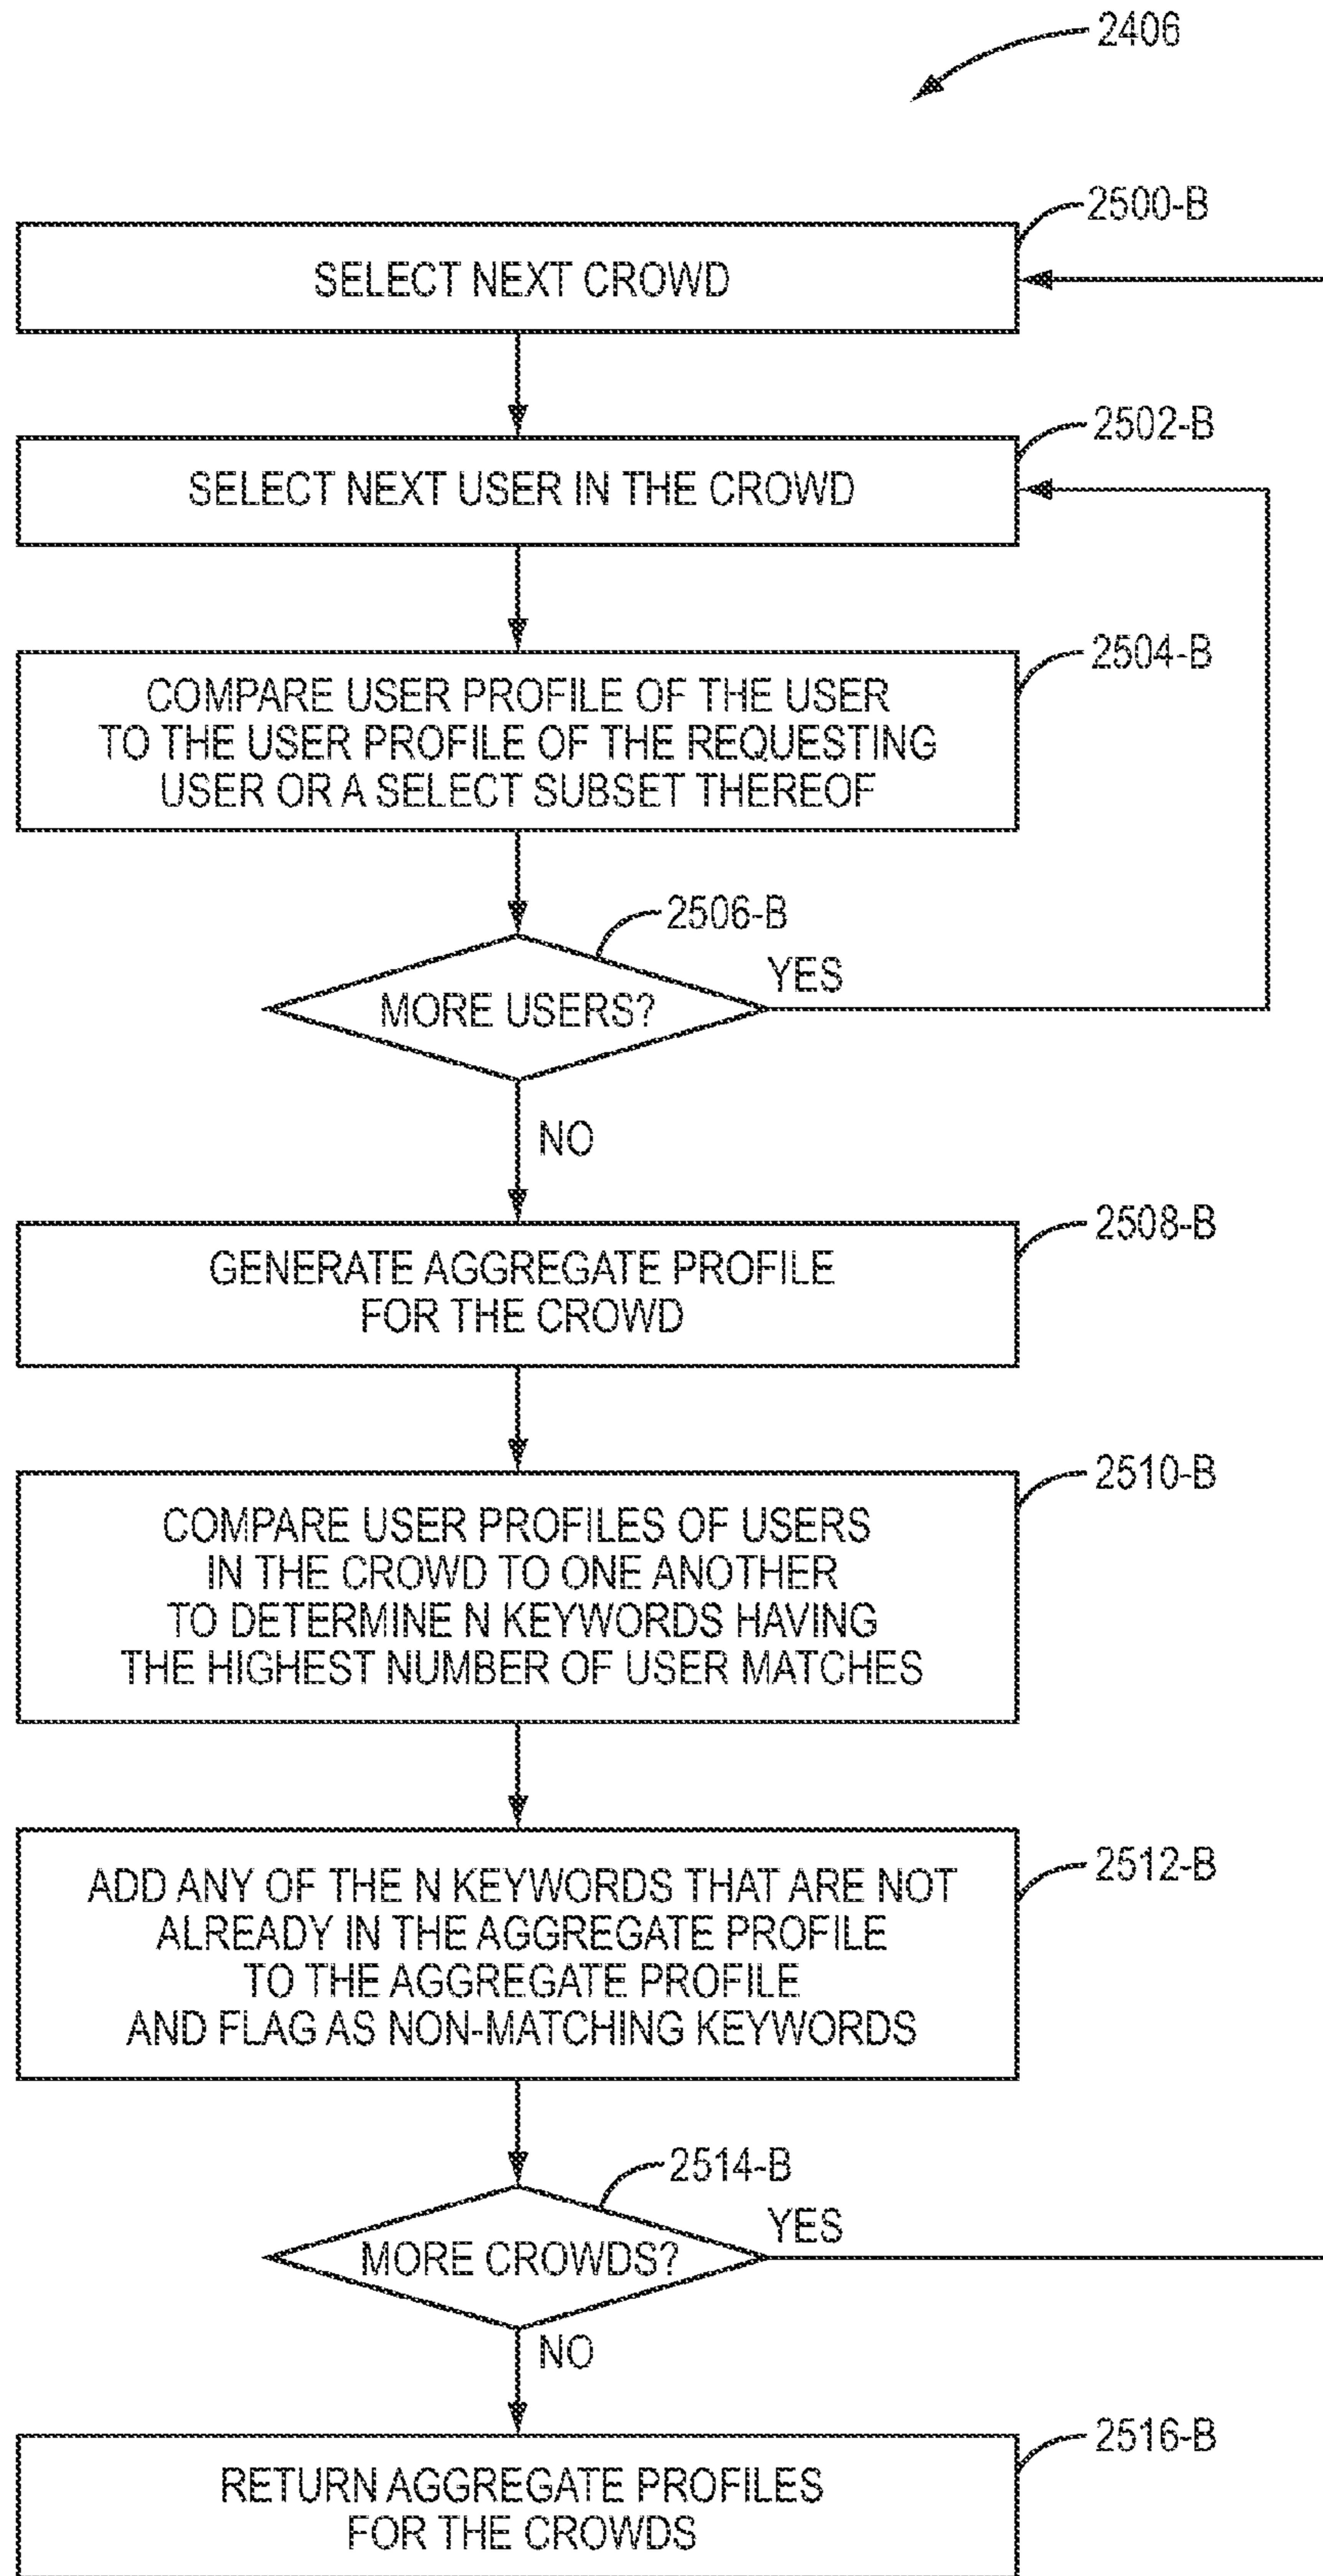 2406
2500-B
SELECT NEXT CROWD
2502-B
SELECT NEXT USER IN THE CROWD
2504-B
COMPARE USER PROFILE OF THE USER
TO THE USER PROFILE OF THE REQUESTING
USER OR A SELECT SUBSET THEREOF
2506-B
YES
MORE USERS?
NO
2508-B
GENERATE AGGREGATE PROFILE
FOR THE CROWD
2510-B
COMPARE USER PROFILES OF USERS
IN THE CROWD TO ONE ANOTHER
TO DETERMINE N KEYWORDS HAVING
THE HIGHEST NUMBER OF USER MATCHES
2512-B
ADD ANY OF THE N KEYWORDS THAT ARE NOT
ALREADY IN THE AGGREGATE PROFILE
TO THE AGGREGATE PROFILE
AND FLAG AS NON-MATCHING KEYWORDS
2514-B
YES
MORE CROWDS?
NO
2516-B
RETURN AGGREGATE PROFILES
FOR THE CROWDS